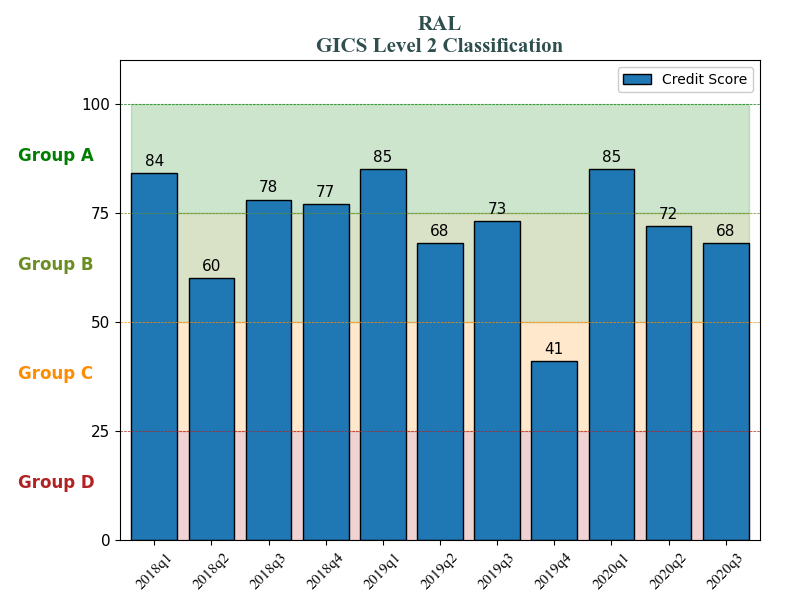 RAL
GICS Level 2 Classification
Credit Score
100
75
50
25
0
Group A
Group B
Group C
Group D
84
60
78
77
85
68
73
41
85
72
68
2018q1
2018q2
2018q3
2018q4
2019q1
2019q2
2019q3
2019q4
2020q1
2020q2
2020q3